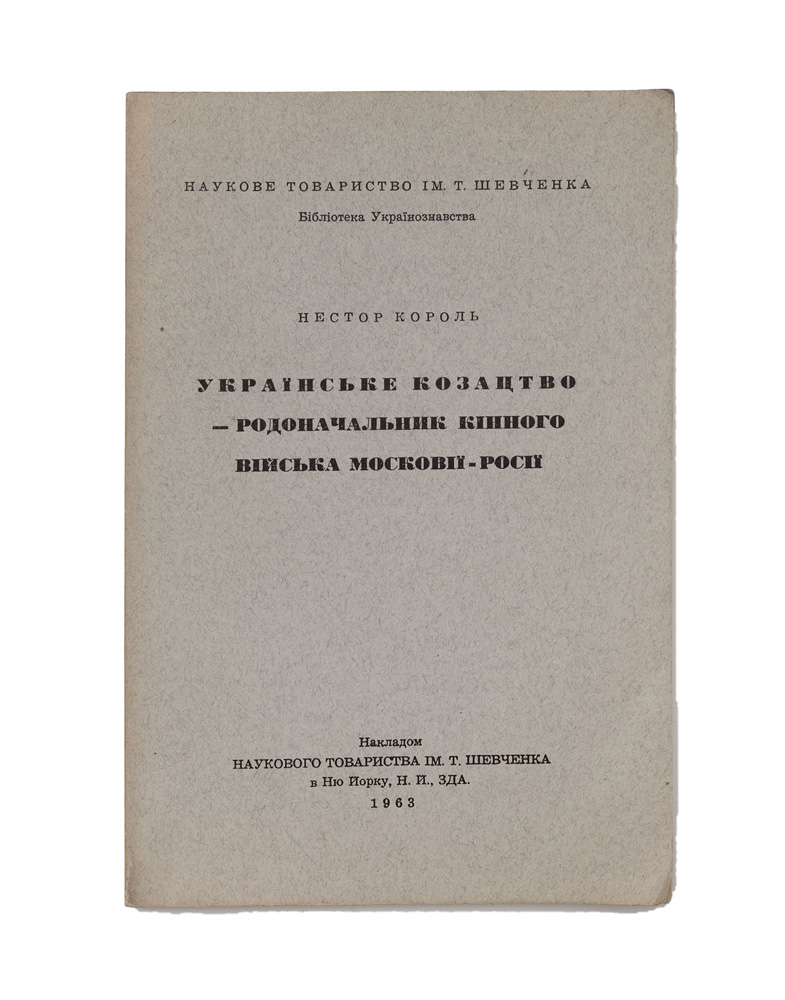 НАУКОВЕ ТОВАРИСТВО ІМ. Т. ШЕВЧЕНКА
Бібліотека Українознавства
НЕСТОР КОРОЛЬ
УКРАЇНСЬКЕ КОЗАЦТВО
— РОДОНАЧАЛЬНИК КІННОГО
ВІЙСЬКА МОСКОВІЇ - РОСІЇ
Накладом
НАУКОВОГО ТОВАРИСТВА ІМ. Т. ШЕВЧЕНКА
в Ню Йорку, Н. Й., ЗДА.
1963